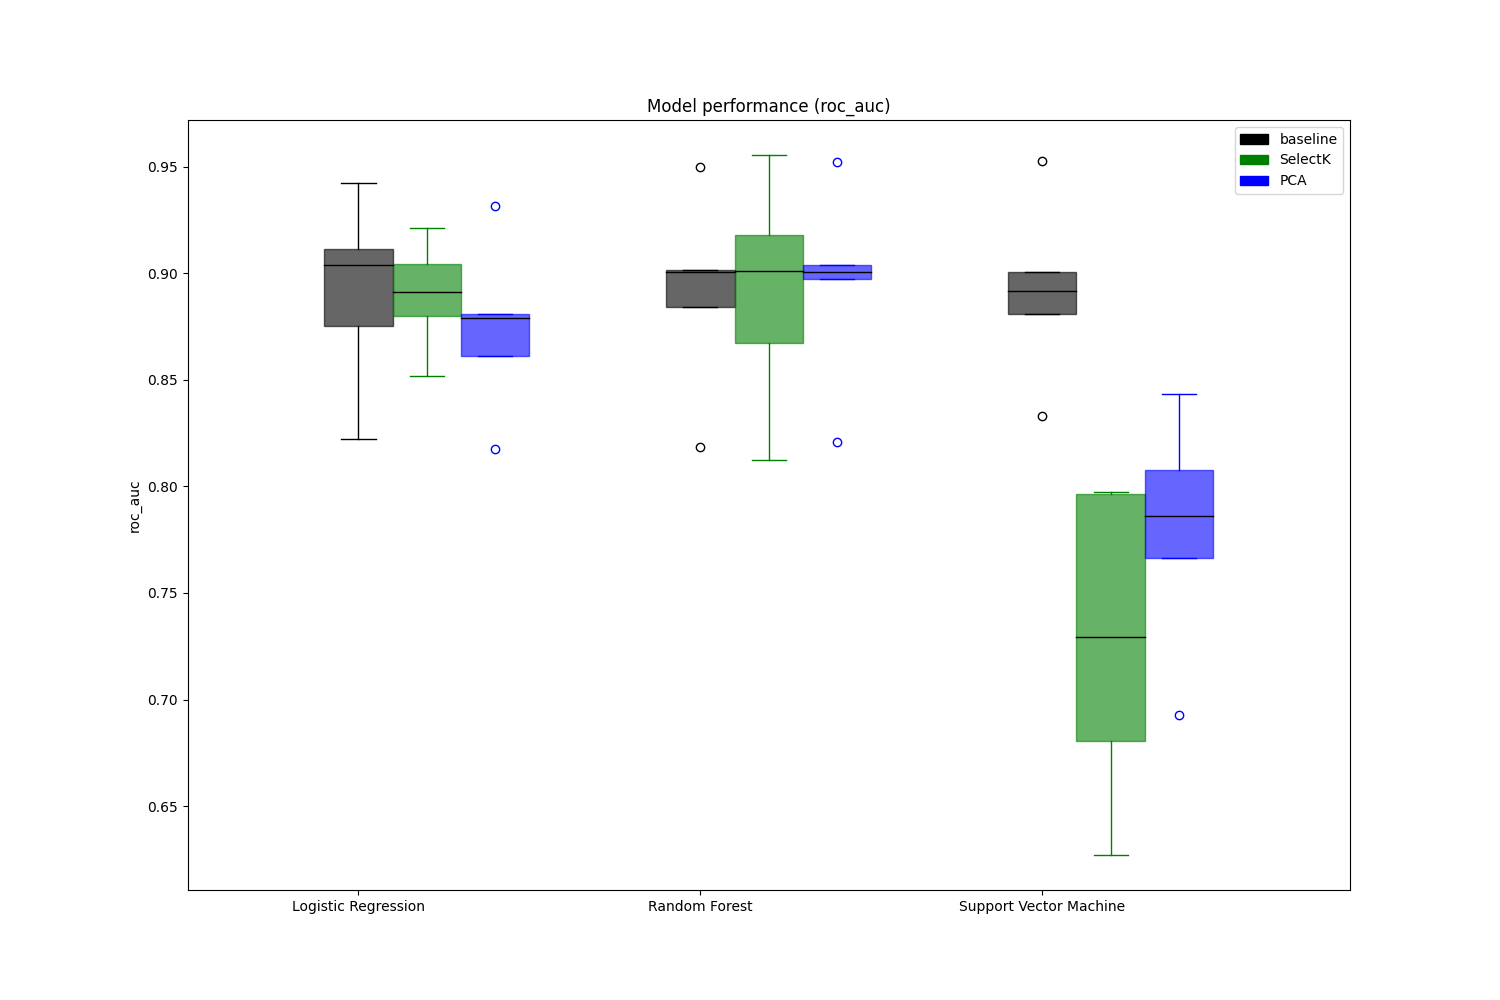 Model performance (roc_auc)
baseline
SelectK
PCA
0.95
0.90
0.85
0.80
0.75
0.70
0.65
roc_auc
Logistic Regression
Random Forest
Support Vector Machine